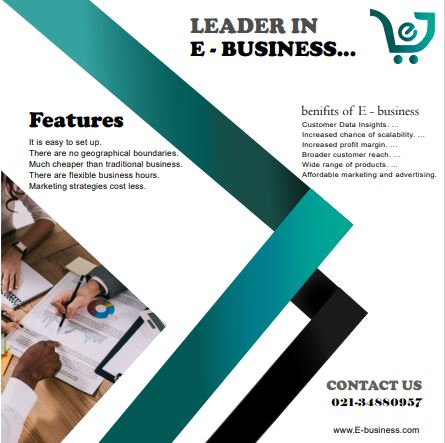 LEADER IN
E - BUSINESS...
e
Features
It is easy to set up.
There are no geographical boundaries.
Much cheaper than traditional business.
There are flexible business hours.
Marketing strategies cost less.
benifits of E - business
Customer Data Insights. ...
Increased chance of scalability. ...
Increased profit margin. ...
Broader customer reach. ...
Wide range of products. ...
Affordable marketing and advertising.
CONTACT US
021-34880957
www.E-business.com